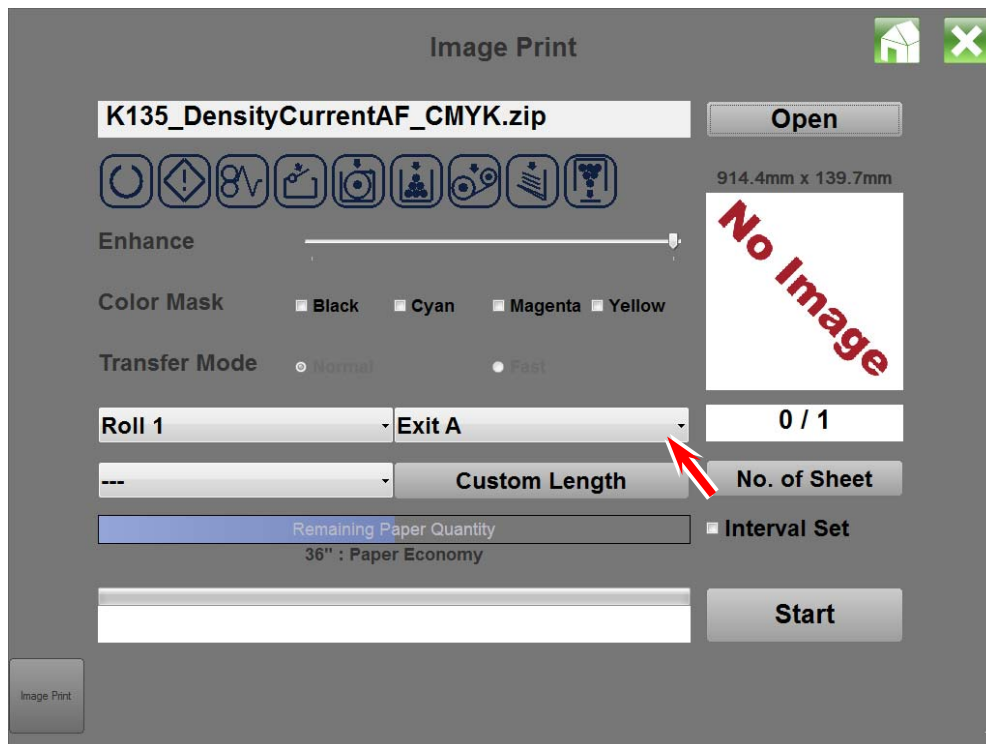 Image Print
K135_DensityCurrentAF_CMYK.zip
Open
914.4mm x 139.7mm
No Image
Enhance
Color Mask
Black
Cyan
Magenta
Yellow
Transfer Mode
Normal
Fast
Roll 1
Exit A
0 / 1
---
Custom Length
No. of Sheet
Remaining Paper Quantity
Interval Set
36" : Paper Economy
Start
Image Print